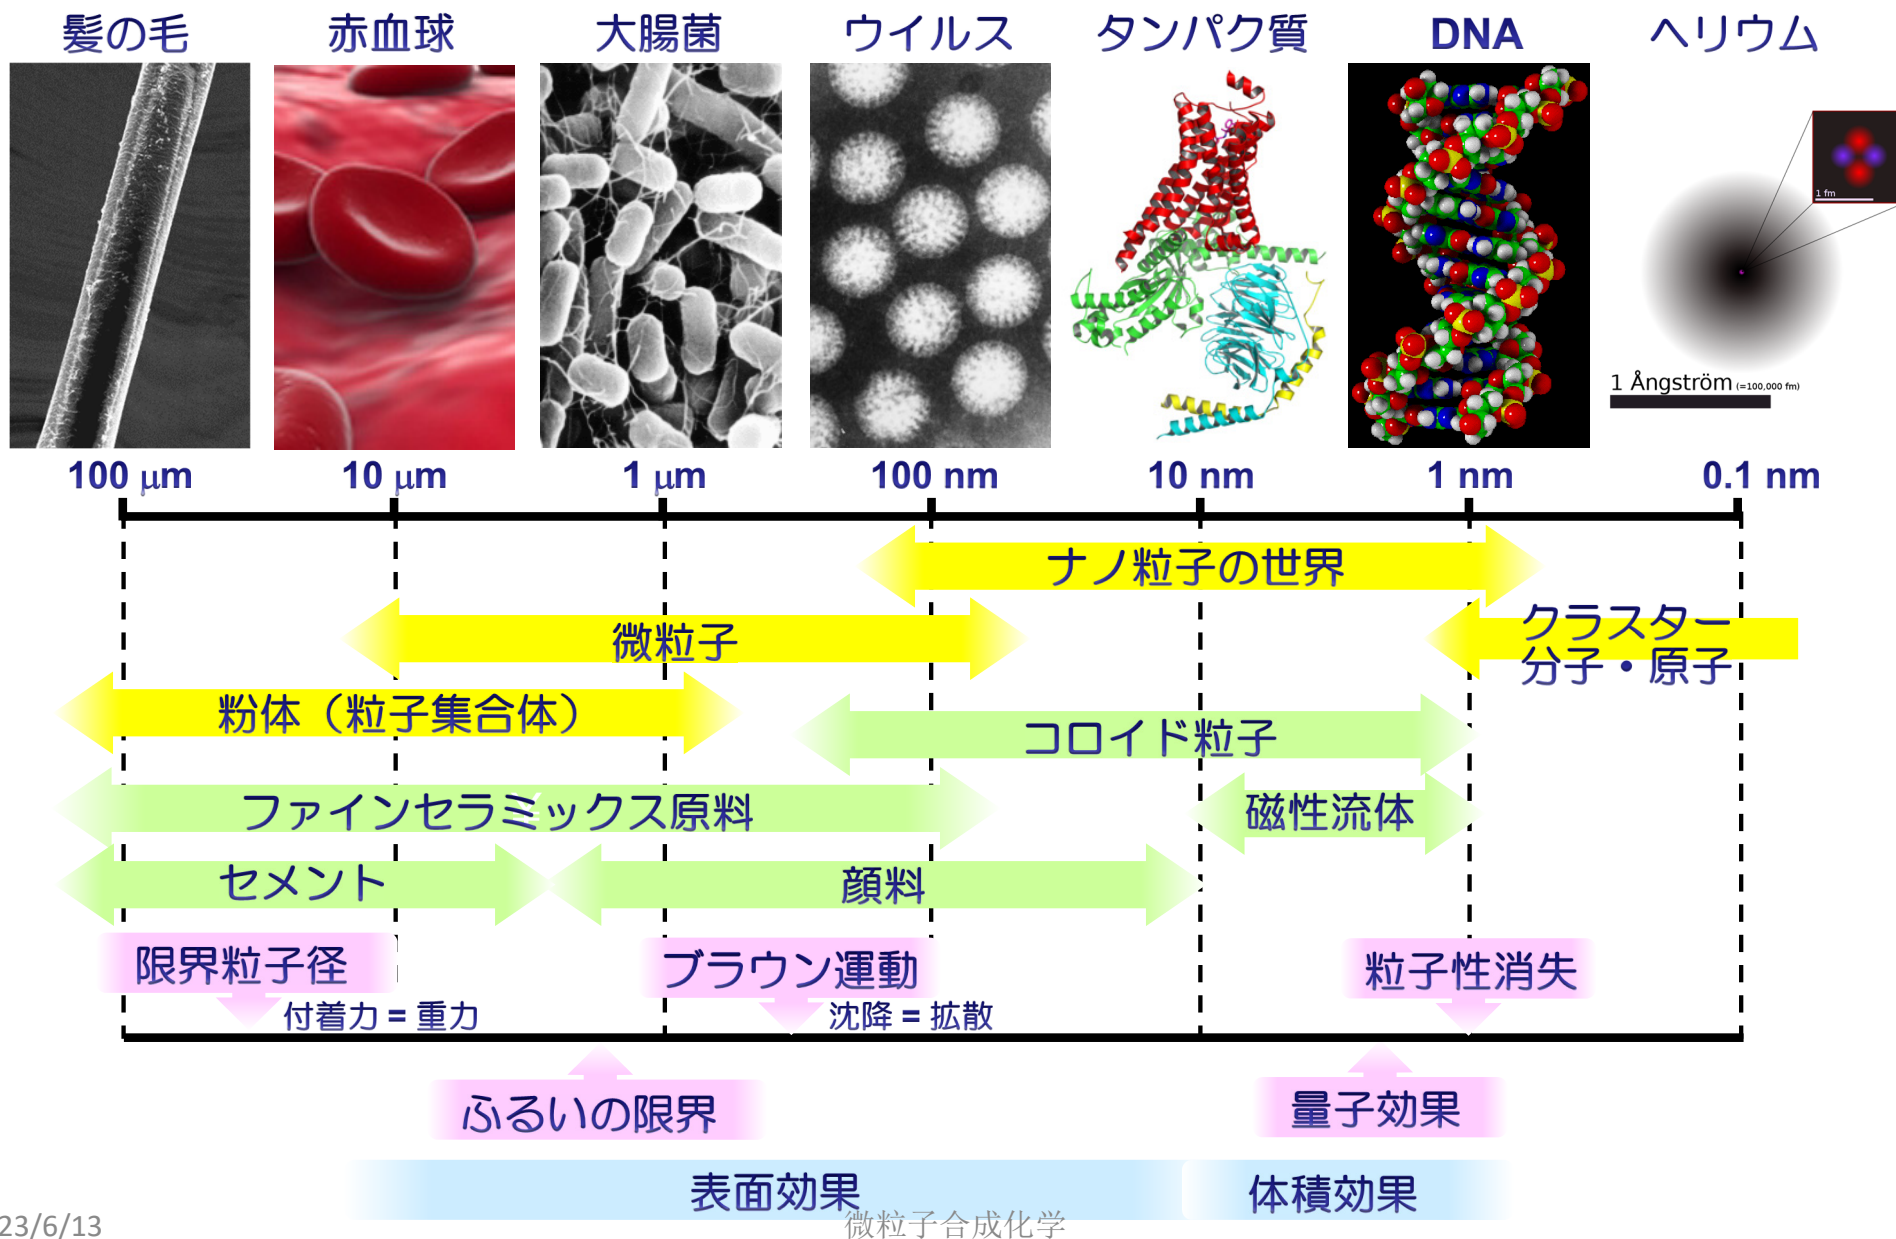 髪の毛
赤血球
大腸菌
ウイルス
タンパク質
DNA
ヘリウム
1 fm
1 Ångström (=100,000 fm)
100 μm
10 μm
1 μm
100 nm
10 nm
1 nm
0.1 nm
ナノ粒子の世界
微粒子
クラスター
分子・原子
粉体（粒子集合体）
コロイド粒子
ファインセラミックス原料
磁性流体
セメント
顔料
限界粒子径
ブラウン運動
粒子性消失
付着力 = 重力
沈降 = 拡散
ふるいの限界
量子効果
表面効果
体積効果
23/6/13
微粒子合成化学